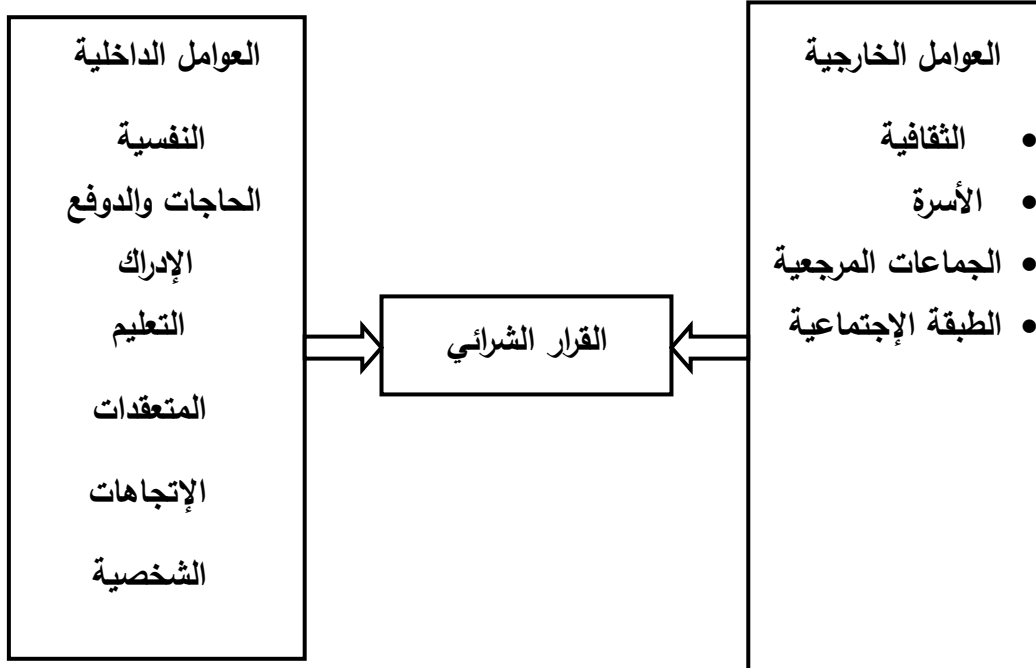 العوامل الخارجية
• الثقافية
• الأسرة
• الجماعات المرجعية
• الطبقة الإجتماعية
القرار الشرائي
العوامل الداخلية
النفسية
الحاجات والدوفع
الإدراك
التعليم
المتعقدات
الإتجاهات
الشخصية